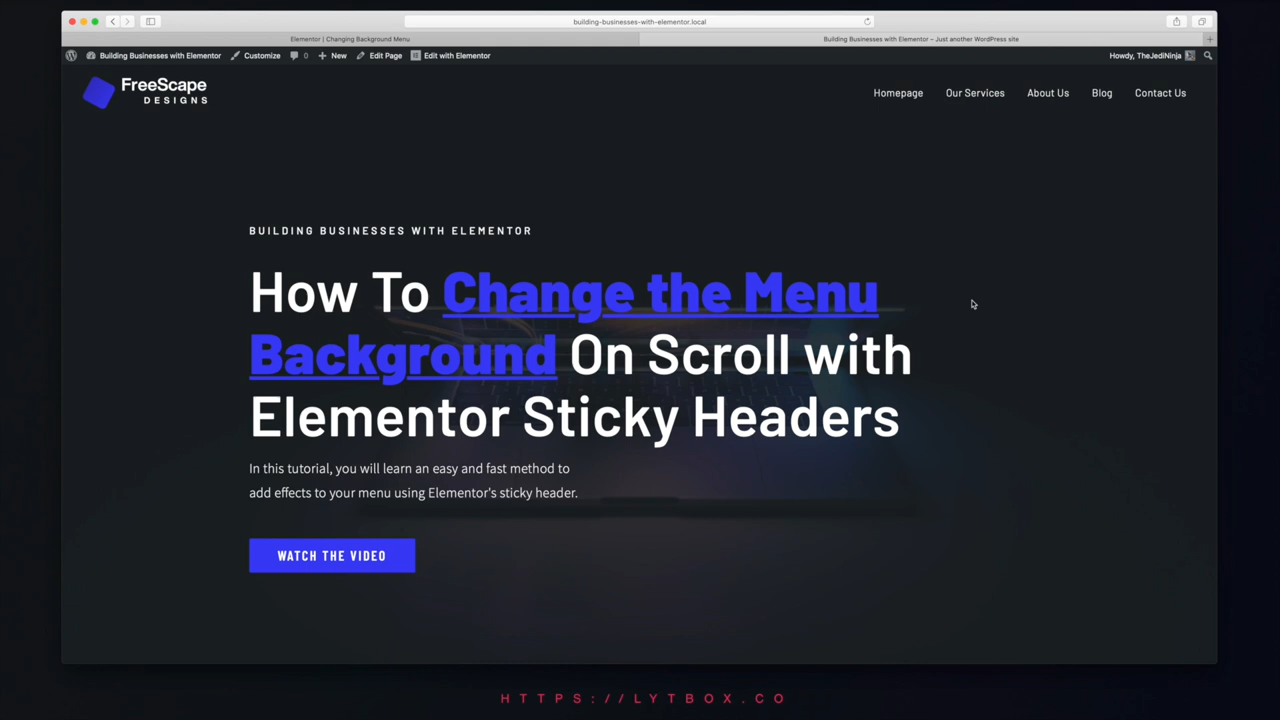 building-businesses-with-elementor.local
Elementor | Changing Background Menu
Building Businesses with Elementor – Just another WordPress site
Building Businesses with Elementor Customize 0 New Edit Page Edit with Elementor Howdy, TheJediNinja
FreeScape
DESIGNS
Homepage Our Services About Us Blog Contact Us
BUILDING BUSINESSES WITH ELEMENTOR
How To Change the Menu
Background On Scroll with
Elementor Sticky Headers
In this tutorial, you will learn an easy and fast method to
add effects to your menu using Elementor's sticky header.
WATCH THE VIDEO
HTTPS://LYTBOX.CO